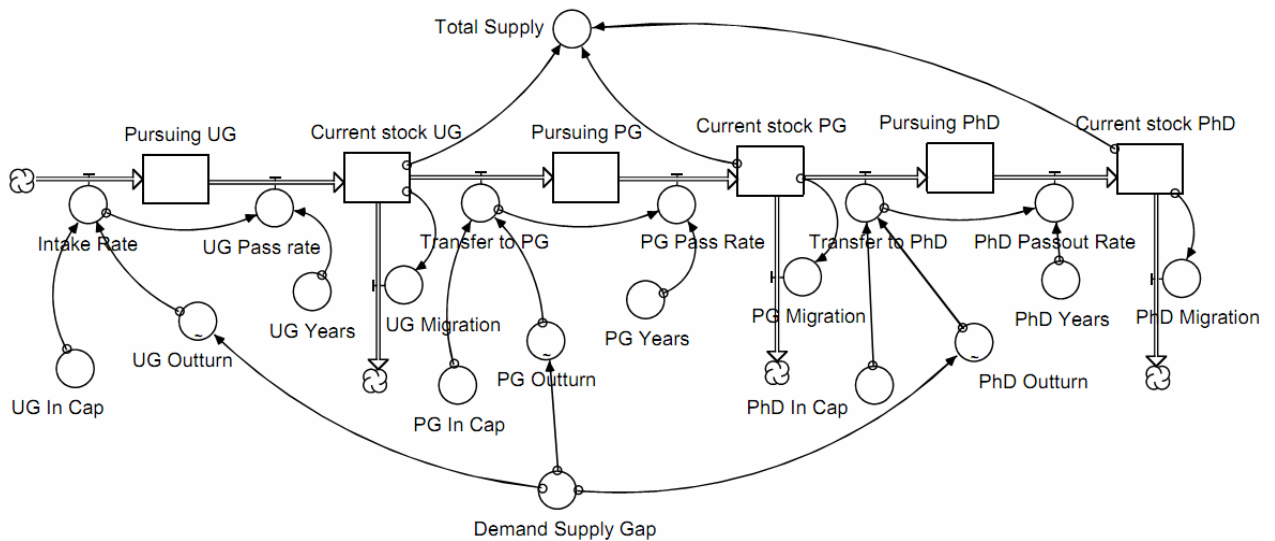 Total Supply
Pursuing UG
Current stock UG
Pursuing PG
Current stock PG
Pursuing PhD
Current stock PhD
Intake Rate
UG Pass rate
Transfer to PG
PG Pass Rate
Transfer to PhD
PhD Passout Rate
UG Years
UG Migration
PG Years
PG Migration
PhD Years
PhD Migration
UG Outturn
~
PG Outturn
~
PhD Outturn
~
UG In Cap
PG In Cap
PhD In Cap
Demand Supply Gap